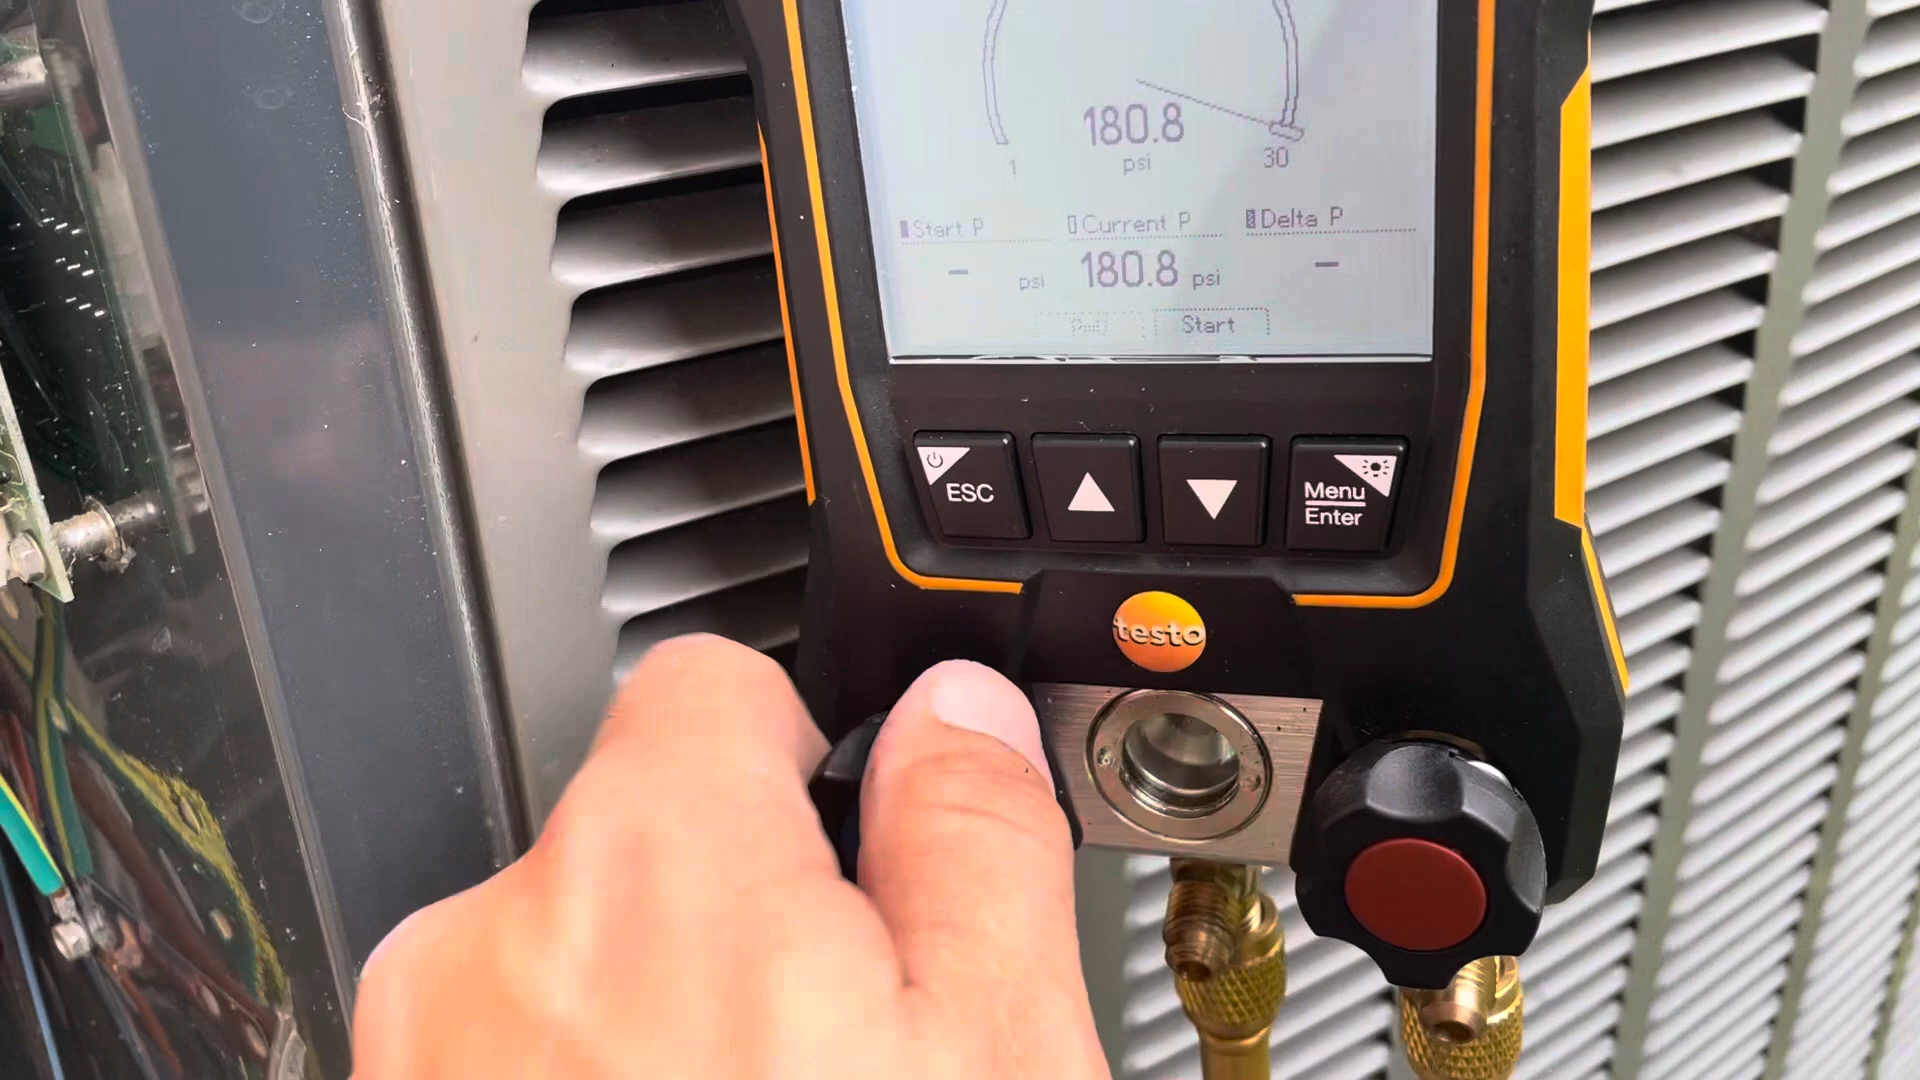 180.8
psi
1
30
Start P
Current P
Delta P
–
psi
180.8 psi
–
Start
ESC
Menu
Enter
testo